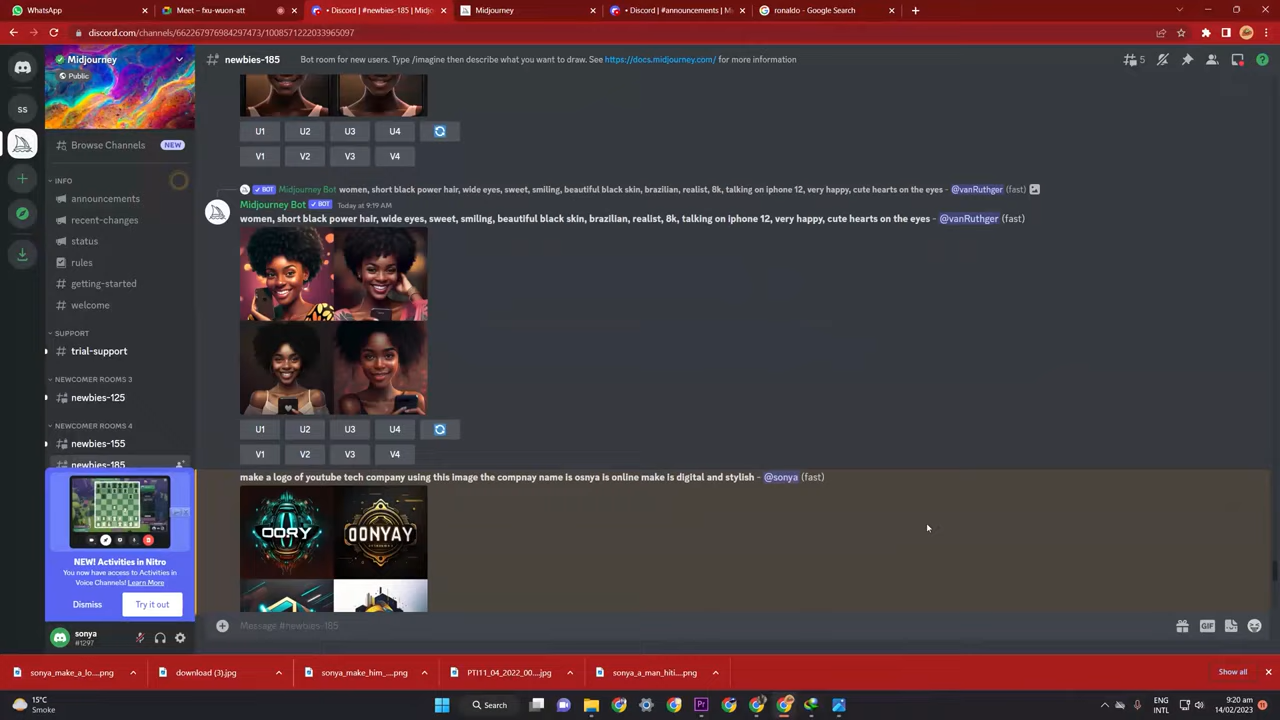 WhatsApp
Meet – fxu-wuon-att
Discord | #newbies-185 | Midjo
Midjourney
Discord | #announcements | Mi
ronaldo - Google Search
discord.com/channels/662267976984297473/1008571222033965097
Midjourney
Public
newbies-185
Bot room for new users. Type /imagine then describe what you want to draw. See https://docs.midjourney.com/ for more information
5
SS
Browse Channels
NEW
INFO
announcements
recent-changes
status
rules
getting-started
welcome
SUPPORT
trial-support
NEWCOMER ROOMS 3
newbies-125
NEWCOMER ROOMS 4
newbies-155
newbies-185
U1 U2 U3 U4
V1 V2 V3 V4
BOT Midjourney Bot women, short black power hair, wide eyes, sweet, smiling, beautiful black skin, brazilian, realist, 8k, talking on iphone 12, very happy, cute hearts on the eyes - @vanRuthger (fast)
Midjourney Bot BOT Today at 9:19 AM
women, short black power hair, wide eyes, sweet, smiling, beautiful black skin, brazilian, realist, 8k, talking on iphone 12, very happy, cute hearts on the eyes - @vanRuthger (fast)
U1 U2 U3 U4
V1 V2 V3 V4
make a logo of youtube tech company using this image the compnay name is osnya is onlne make is digital and stylish - @sonya (fast)
OORY
OONYAY
NEW! Activities in Nitro
You now have access to Activities in
Voice Channels! Learn More
Dismiss
Try it out
sonya
#1297
Message #newbies-185
GIF
sonya_make_a_lo....png
download (3).jpg
sonya_make_him_....png
PTI11_04_2022_00....jpg
sonya_a_man_hiti....png
Show all
15°C
Smoke
Search
ENG
INTL
9:20 am
14/02/2023